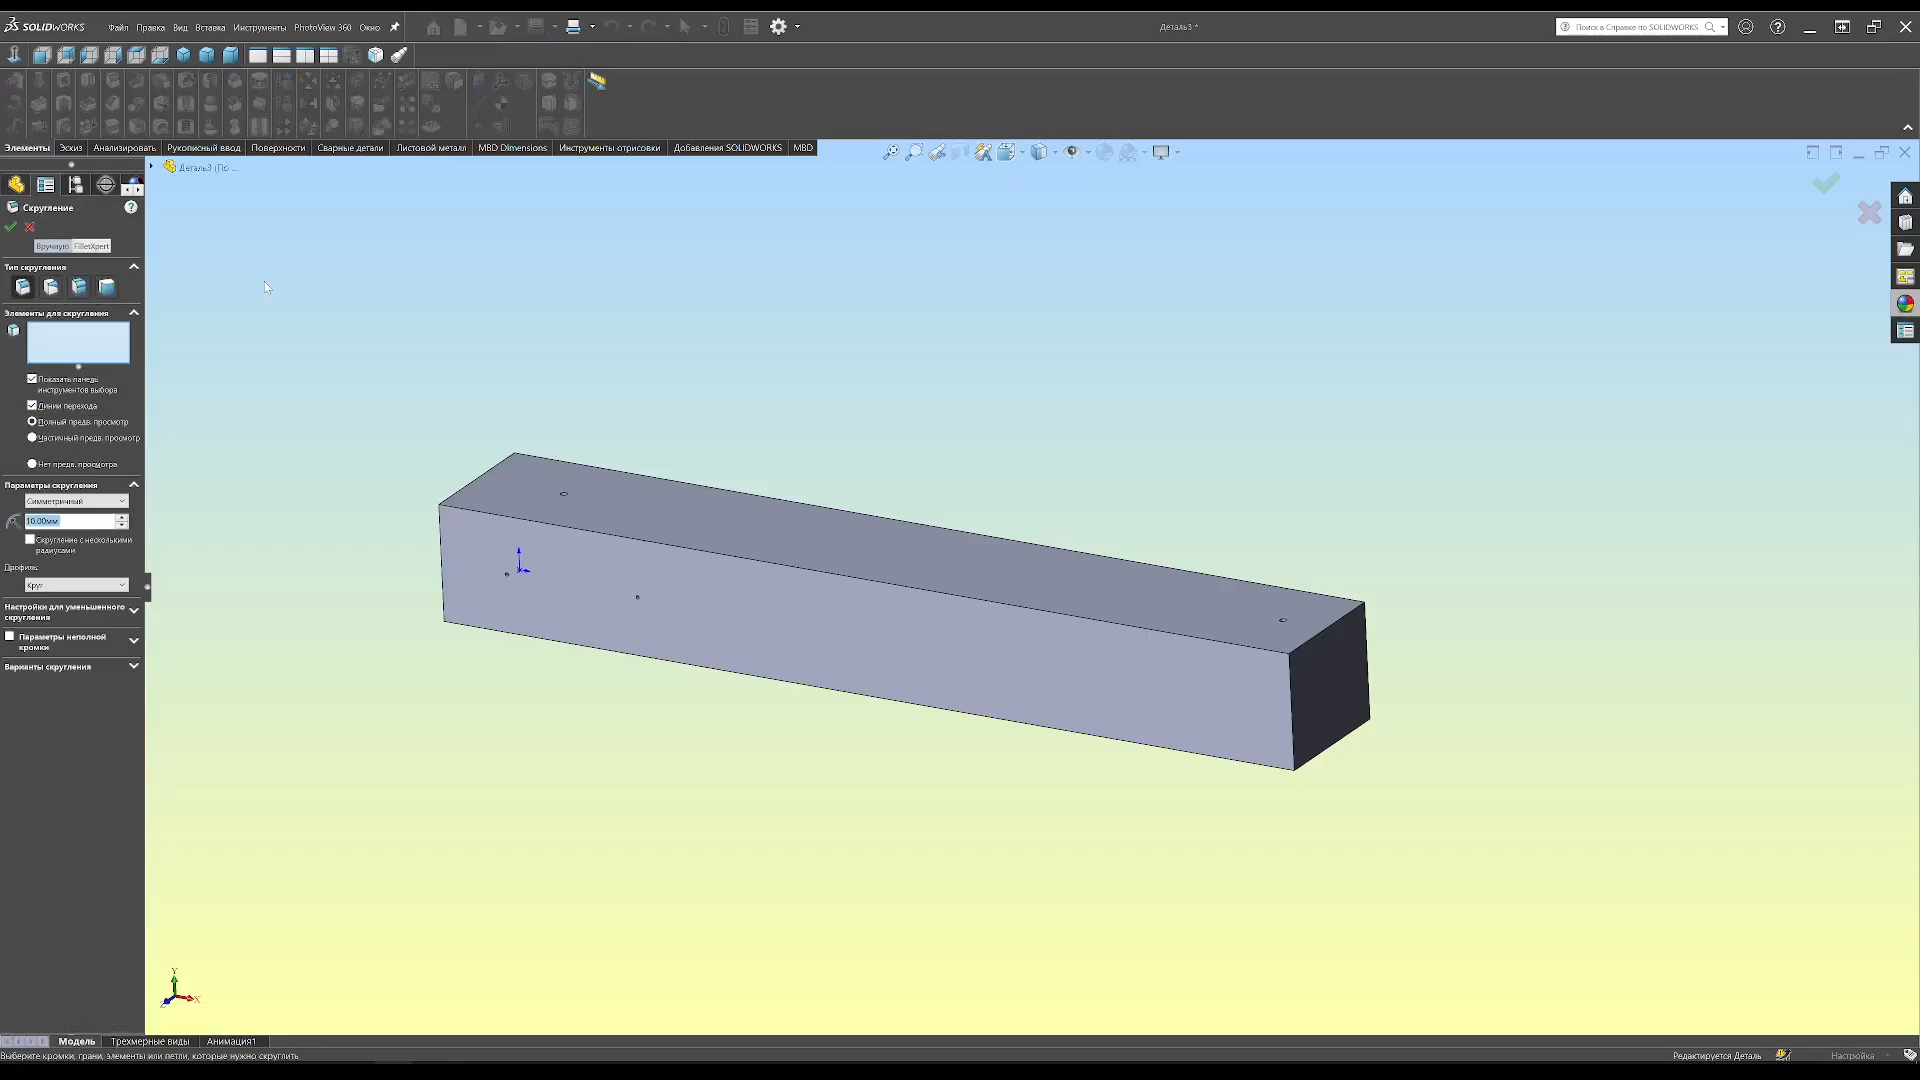 SOLIDWORKS Файл Правка Вид Вставка Инструменты PhotoView 360 Окно
Деталь3 *
Поиск в Справке по SOLIDWORKS
Элементы Эскиз Анализировать Рукописный ввод Поверхности Сварные детали Листовой металл MBD Dimensions Инструменты отрисовки Добавления SOLIDWORKS MBD
Деталь3 (По ...
Скругление
Вручную FilletXpert
Тип скругления
Элементы для скругления
Показать панель
инструментов выбора
Линии перехода
Полный предв. просмотр
Частичный предв. просмотр
Нет предв. просмотра
Параметры скругления
Симметричный
10.00мм
Скругление с несколькими
радиусами
Профиль:
Круг
Настройки для уменьшенного
скругления
Параметры неполной
кромки
Варианты скругления
Y
X
Z
Модель Трехмерные виды Анимация1
Выберите кромки, грани, элементы или петли, которые нужно скруглить
Редактируется Деталь
Настройка